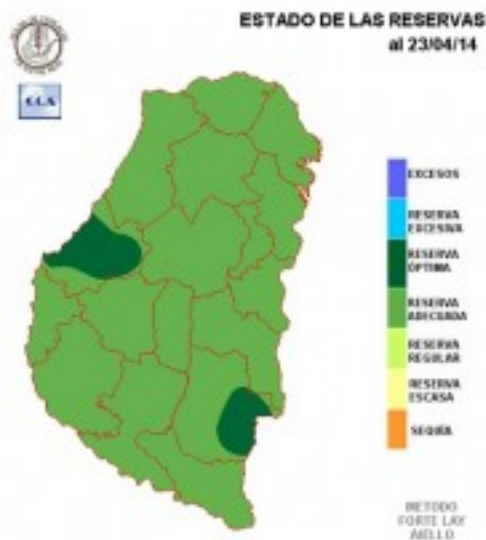 ESTADO DE LAS RESERVAS
al 23/04/14
CCA
EXCESOS
RESERVA
EXCESIVA
RESERVA
ÓPTIMA
RESERVA
ADECUADA
RESERVA
REGULAR
RESERVA
ESCASA
SEQUÍA
METODO
FORTE LAY
AIELLO